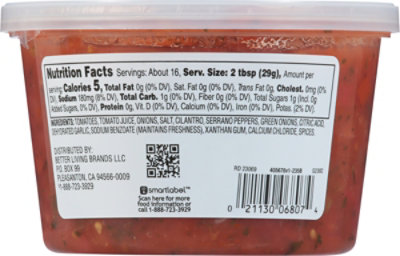 Nutrition Facts Servings: About 16, Serv. Size: 2 tbsp (29g), Amount per
serving: Calories 5, Total Fat 0g (0% DV), Sat. Fat 0g (0% DV), Trans Fat 0g, Cholest. 0mg (0%
DV), Sodium 180mg (8% DV), Total Carb. 1g (0% DV), Fiber 0g (0% DV), Total Sugars 1g (Incl. 0g
Added Sugars, 0% DV), Protein 0g, Vit. D (0% DV), Calcium (0% DV), Iron (0% DV), Potas. (2% DV).
INGREDIENTS: TOMATOES, TOMATO JUICE, ONIONS, SALT, CILANTRO, SERRANO PEPPERS, GREEN ONIONS, CITRIC ACID,
DEHYDRATED GARLIC, SODIUM BENZOATE (MAINTAINS FRESHNESS), XANTHAN GUM, CALCIUM CHLORIDE, SPICES.
DISTRIBUTED BY:
BETTER LIVING BRANDS LLC
P.O. BOX 99
PLEASANTON, CA 94566-0009
1-888-723-3929
smartlabel™
Scan here for more
food information or
call 1-888-723-3929
RD 23069
0 21130 06807 4